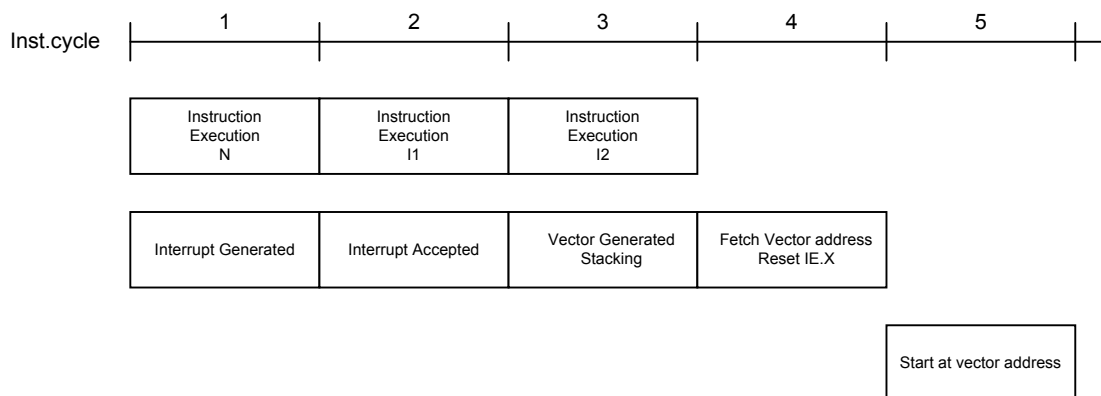 1 2 3 4 5
Inst.cycle
Instruction
Execution
N
Instruction
Execution
I1
Instruction
Execution
I2
Interrupt Generated
Interrupt Accepted
Vector Generated
Stacking
Fetch Vector address
Reset IE.X
Start at vector address